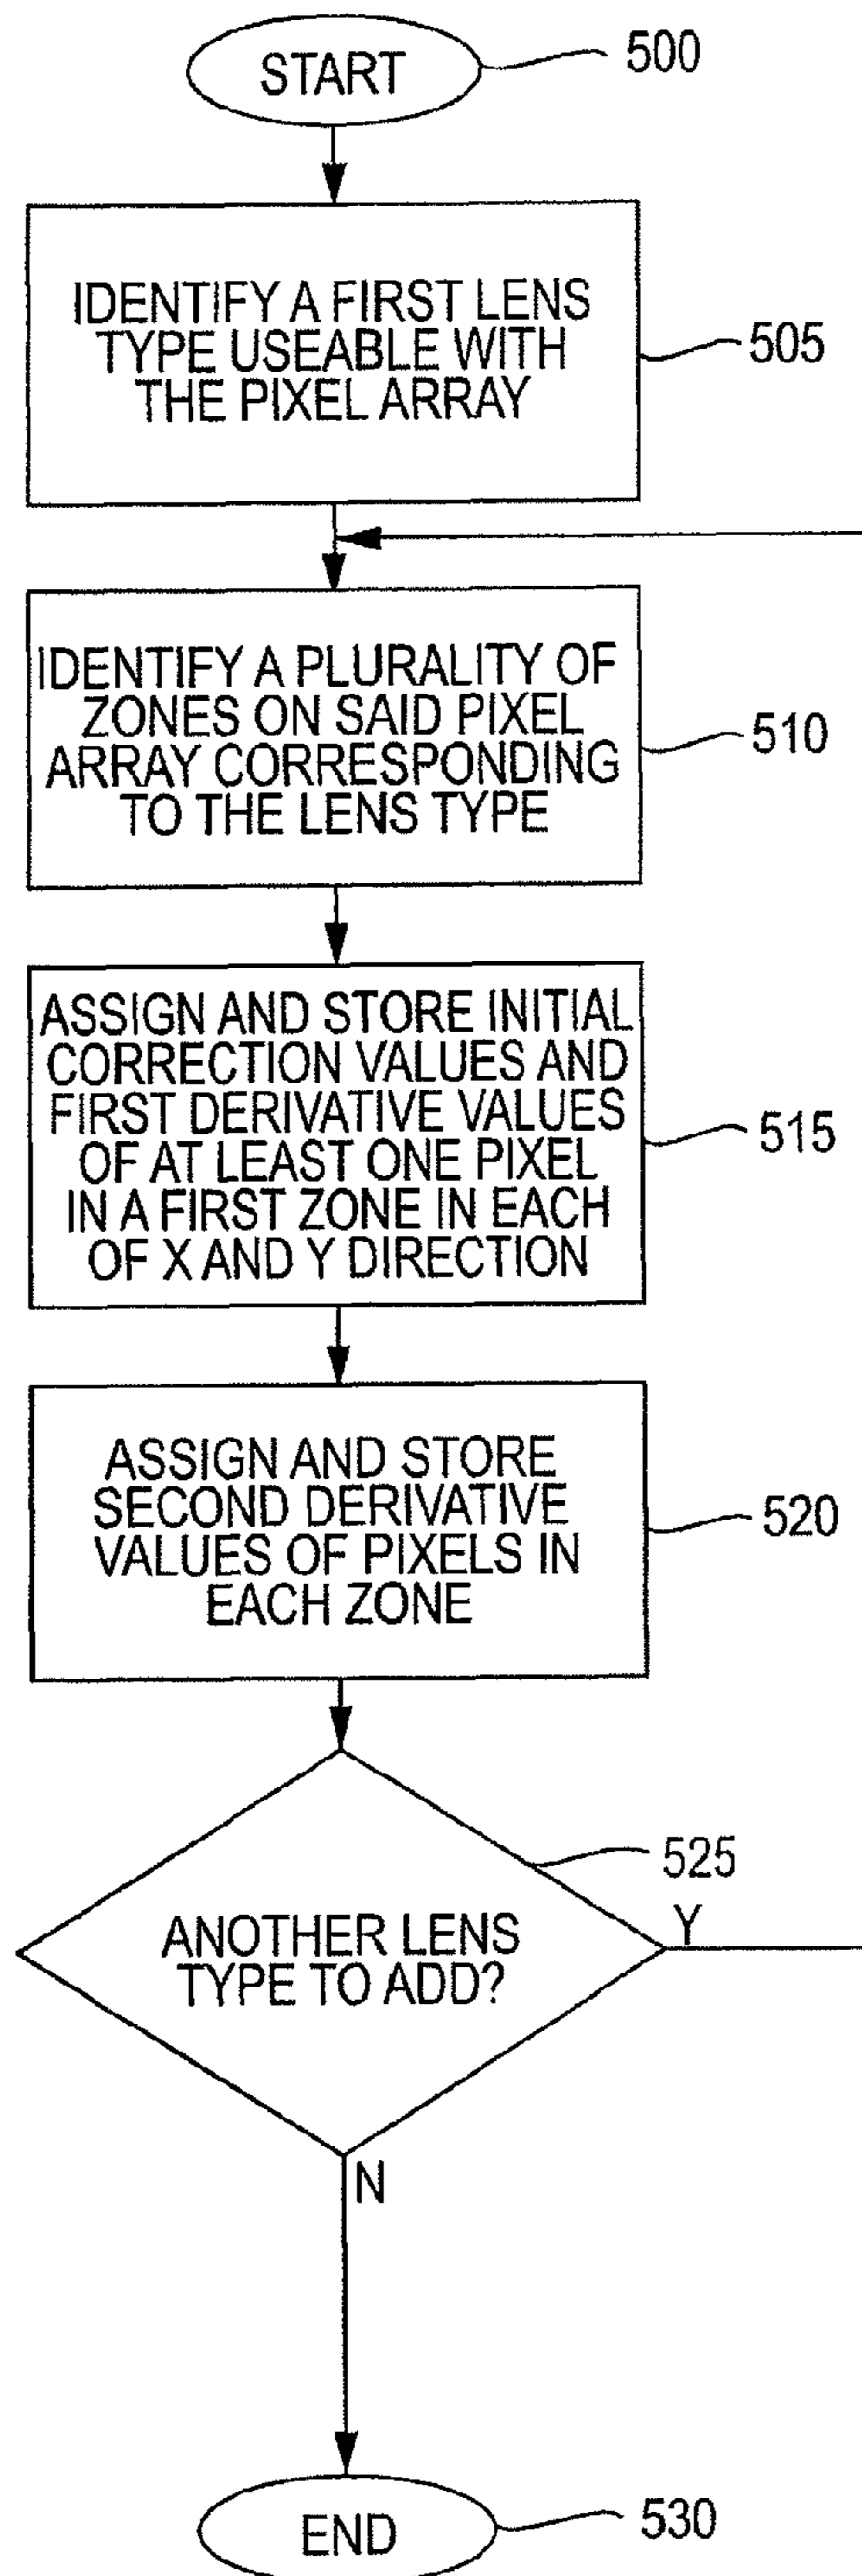 START
500
IDENTIFY A FIRST LENS
TYPE USEABLE WITH
THE PIXEL ARRAY
505
IDENTIFY A PLURALITY OF
ZONES ON SAID PIXEL
ARRAY CORRESPONDING
TO THE LENS TYPE
510
ASSIGN AND STORE INITIAL
CORRECTION VALUES AND
FIRST DERIVATIVE VALUES
OF AT LEAST ONE PIXEL
IN A FIRST ZONE IN EACH
OF X AND Y DIRECTION
515
ASSIGN AND STORE
SECOND DERIVATIVE
VALUES OF PIXELS IN
EACH ZONE
520
525
ANOTHER LENS
TYPE TO ADD?
Y
N
END
530